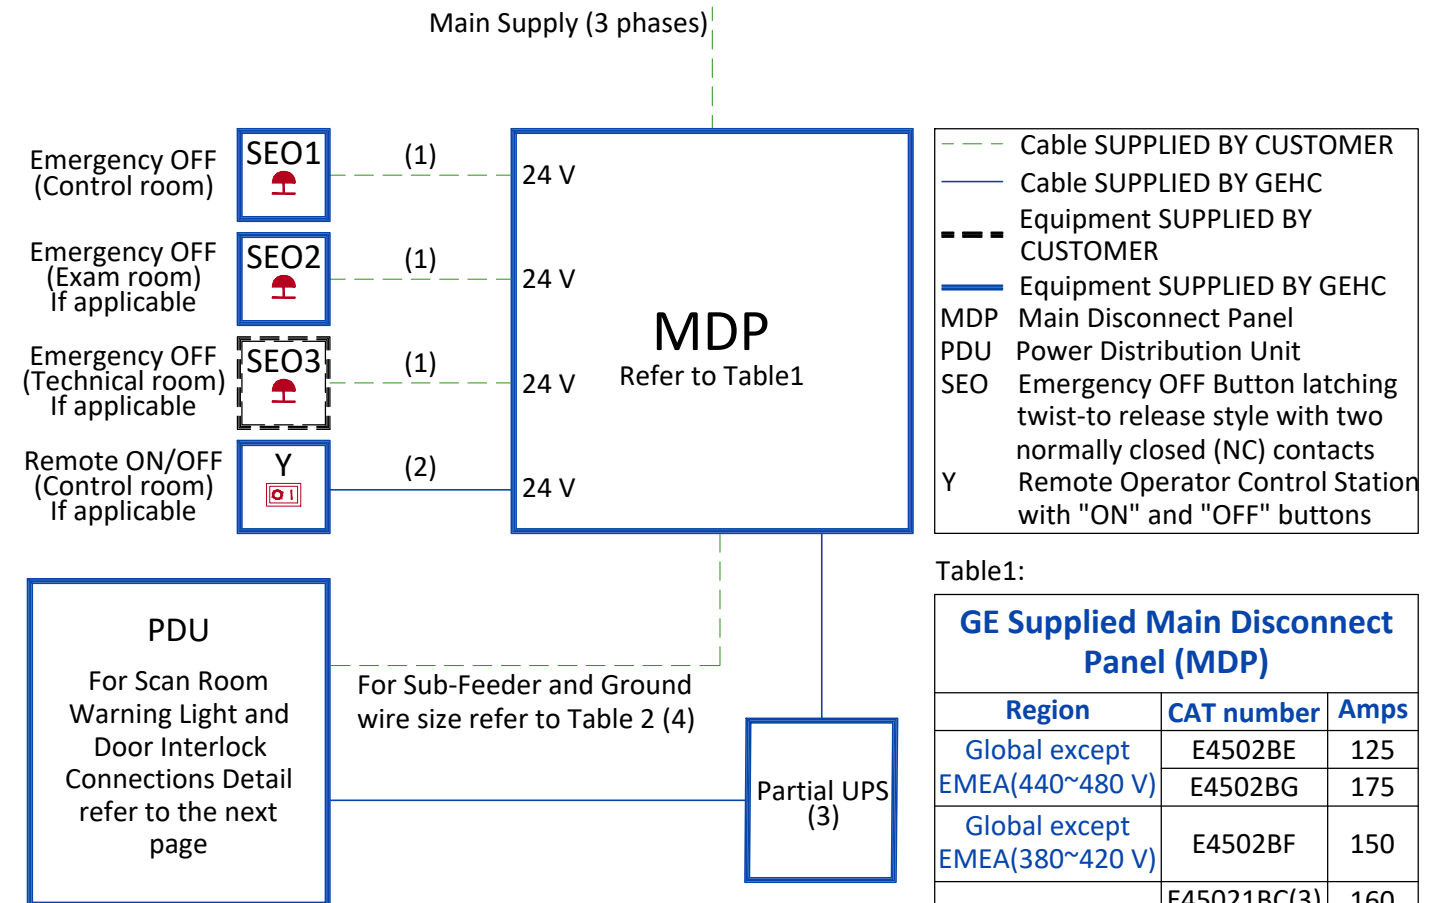 Main Supply (3 phases)
Emergency OFF
(Control room)
SEO1
(1)
24 V
Emergency OFF
(Exam room)
If applicable
SEO2
(1)
24 V
Emergency OFF
(Technical room)
If applicable
SEO3
(1)
24 V
Remote ON/OFF
(Control room)
If applicable
Y
(2)
24 V
MDP
Refer to Table1
Cable SUPPLIED BY CUSTOMER
Cable SUPPLIED BY GEHC
Equipment SUPPLIED BY
CUSTOMER
Equipment SUPPLIED BY GEHC
MDP Main Disconnect Panel
PDU Power Distribution Unit
SEO Emergency OFF Button latching
twist-to release style with two
normally closed (NC) contacts
Y Remote Operator Control Station
with "ON" and "OFF" buttons
PDU
For Scan Room
Warning Light and
Door Interlock
Connections Detail
refer to the next
page
For Sub-Feeder and Ground
wire size refer to Table 2 (4)
Partial UPS
(3)
Table1:
GE Supplied Main Disconnect
Panel (MDP)
Region CAT number Amps
Global except
EMEA(440~480 V)
E4502BE 125
E4502BG 175
Global except
EMEA(380~420 V)
E4502BF 150
E45021BC(3) 160